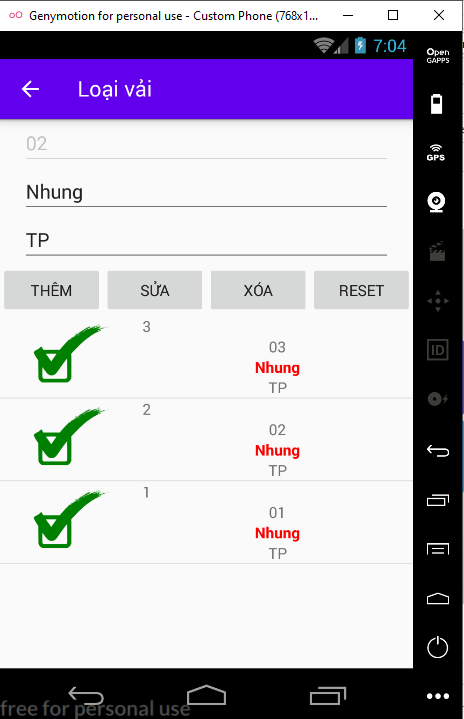 Genymotion for personal use - Custom Phone (768x1...
7:04
Open
GAPPS
Loại vải
02
GPS
Nhung
TP
THÊM SỬA XÓA RESET
3
03
Nhung
TP
ID
2
02
Nhung
TP
1
01
Nhung
TP
free for personal use